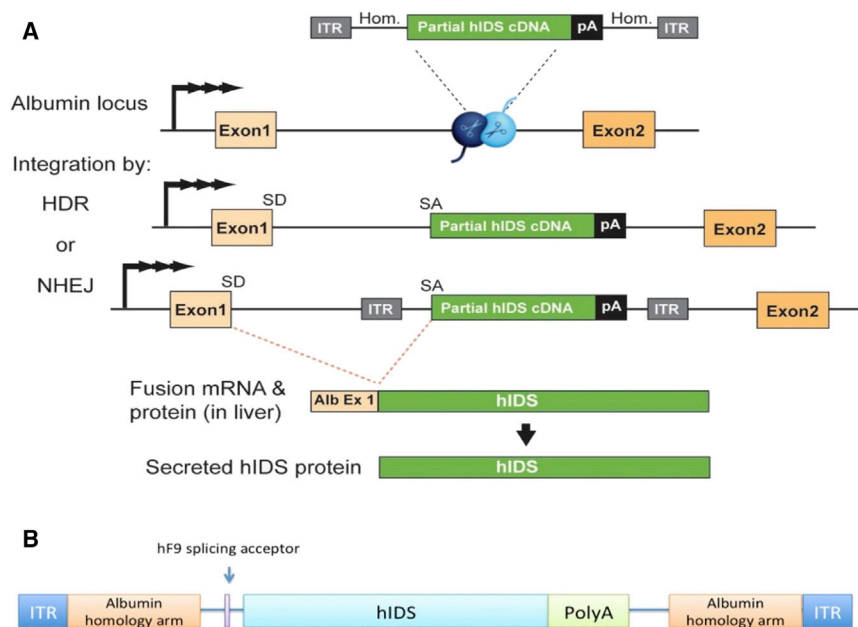 A
ITR Hom. Partial hIDS cDNA pA Hom. ITR
Albumin locus
Exon1 Exon2
Integration by:
HDR
SD SA
Exon1 Partial hIDS cDNA pA Exon2
or
NHEJ
SD SA
Exon1 ITR Partial hIDS cDNA pA ITR Exon2
Fusion mRNA &
protein (in liver)
Alb Ex 1 hIDS
Secreted hIDS protein
hIDS
B
hF9 splicing acceptor
ITR
Albumin
homology arm
hIDS
PolyA
Albumin
homology arm
ITR